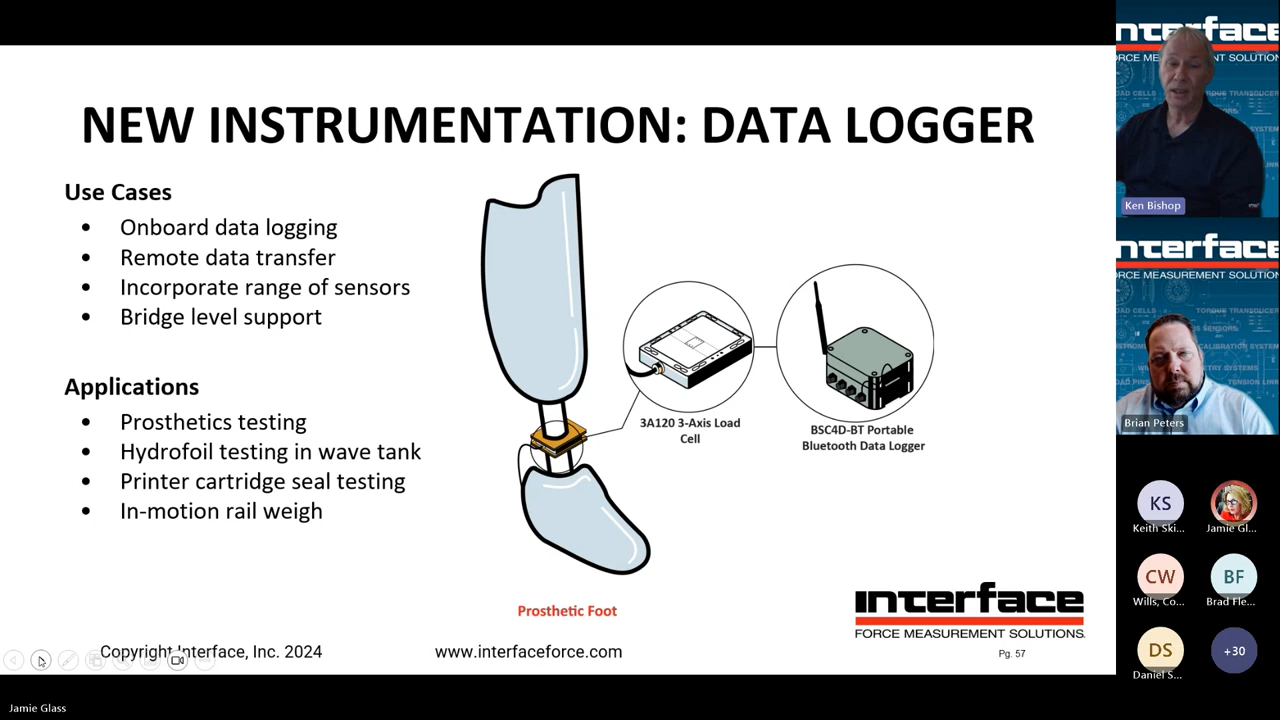 NEW INSTRUMENTATION: DATA LOGGER
Use Cases
• Onboard data logging
• Remote data transfer
• Incorporate range of sensors
• Bridge level support
Applications
• Prosthetics testing
• Hydrofoil testing in wave tank
• Printer cartridge seal testing
• In-motion rail weigh
3A120 3-Axis Load
Cell
BSC4D-BT Portable
Bluetooth Data Logger
Prosthetic Foot
interface
FORCE MEASUREMENT SOLUTIONS.
Copyright Interface, Inc. 2024
www.interfaceforce.com
Pg. 57
Jamie Glass
Ken Bishop
Brian Peters
KS
Keith Ski...
Jamie Gl...
CW
Wills, Co...
BF
Brad Fle...
DS
Daniel S...
+30